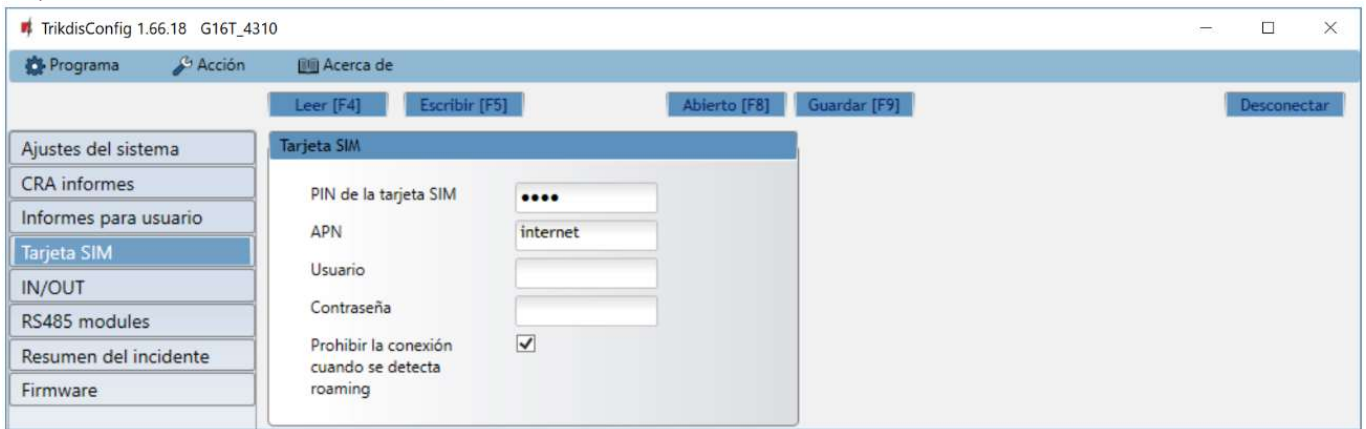 TrikdisConfig 1.66.18 G16T_4310
Programa Acción Acerca de
Leer [F4] Escribir [F5] Abierto [F8] Guardar [F9] Desconectar
Ajustes del sistema
CRA informes
Informes para usuario
Tarjeta SIM
IN/OUT
RS485 modules
Resumen del incidente
Firmware
Tarjeta SIM
PIN de la tarjeta SIM ••••
APN internet
Usuario
Contraseña
Prohibir la conexión
cuando se detecta
roaming